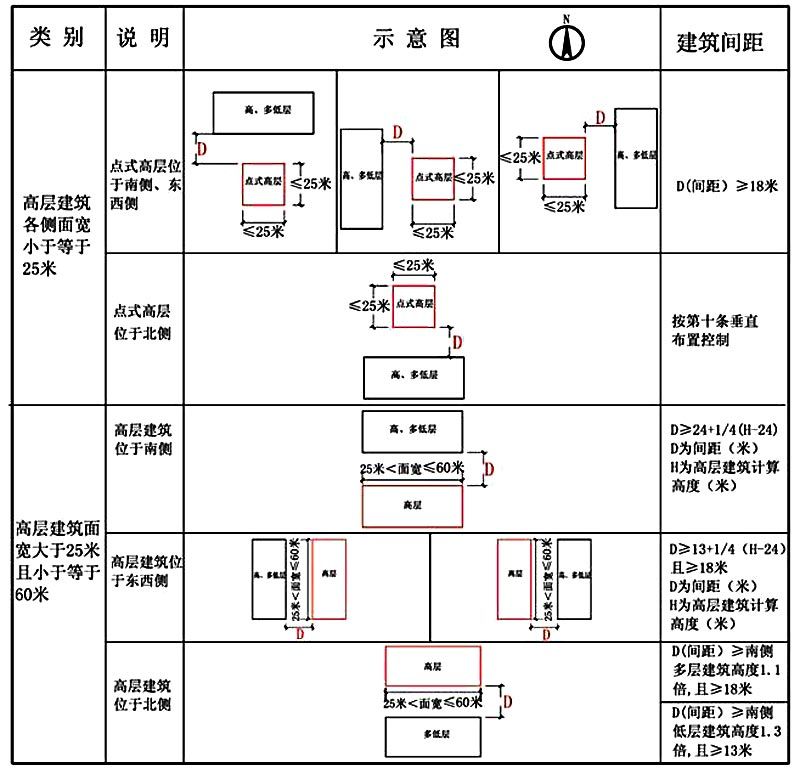 类 别
说 明
示 意 图
N
建筑间距
高层建筑
各侧面宽
小于等于
25米
点式高层位
于南侧、东
西侧
高、多低层
D
点式高层
≤25米
≤25米
高、多低层
D
点式高层
≤25米
≤25米
D
高、多低层
≤25米
点式高层
≤25米
D(间距）≥18米
点式高层
位于北侧
≤25米
≤25米
点式高层
D
高、多低层
按第十条垂直
布置控制
高层建筑面
宽大于25米
且小于等于
60米
高层建筑
位于南侧
高、多低层
25米<面宽≤60米
D
高层
D≥24+1/4(H-24)
D为间距（米）
H为高层建筑计算
高度（米）
高层建筑位
于东西侧
高、多低层
25米<面宽≤60米
高层
D
高层
25米<面宽≤60米
高、多低层
D
D≥13+1/4（H-24)
且≥18米
D为间距（米）
H为高层建筑计算
高度（米）
高层建筑
位于北侧
高层
25米<面宽≤60米
D
多低层
D(间距）≥南侧
多层建筑高度1.1
倍,且≥18米
D(间距）≥南侧
低层建筑高度1.3
倍,且≥13米